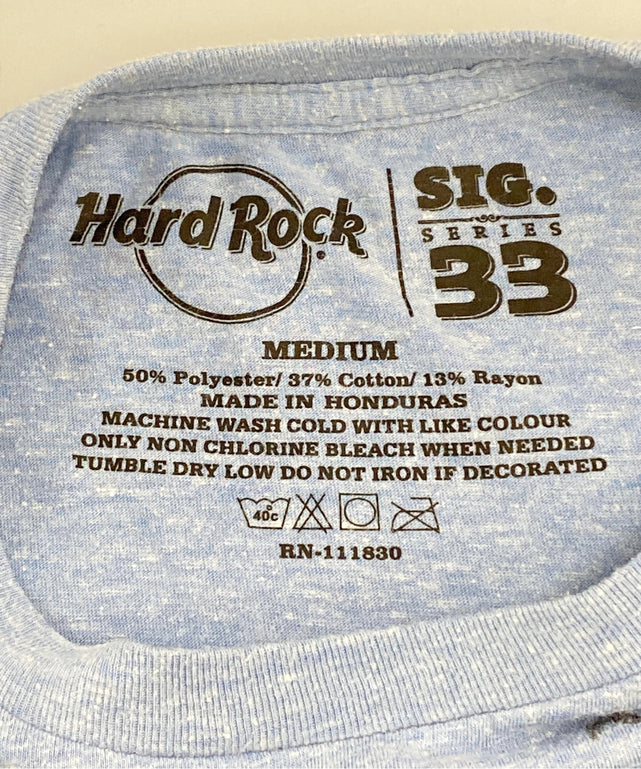 Hard Rock®
SIG.
SERIES
33
MEDIUM
50% Polyester/ 37% Cotton/ 13% Rayon
MADE IN HONDURAS
MACHINE WASH COLD WITH LIKE COLOUR
ONLY NON CHLORINE BLEACH WHEN NEEDED
TUMBLE DRY LOW DO NOT IRON IF DECORATED
40c
RN-111830